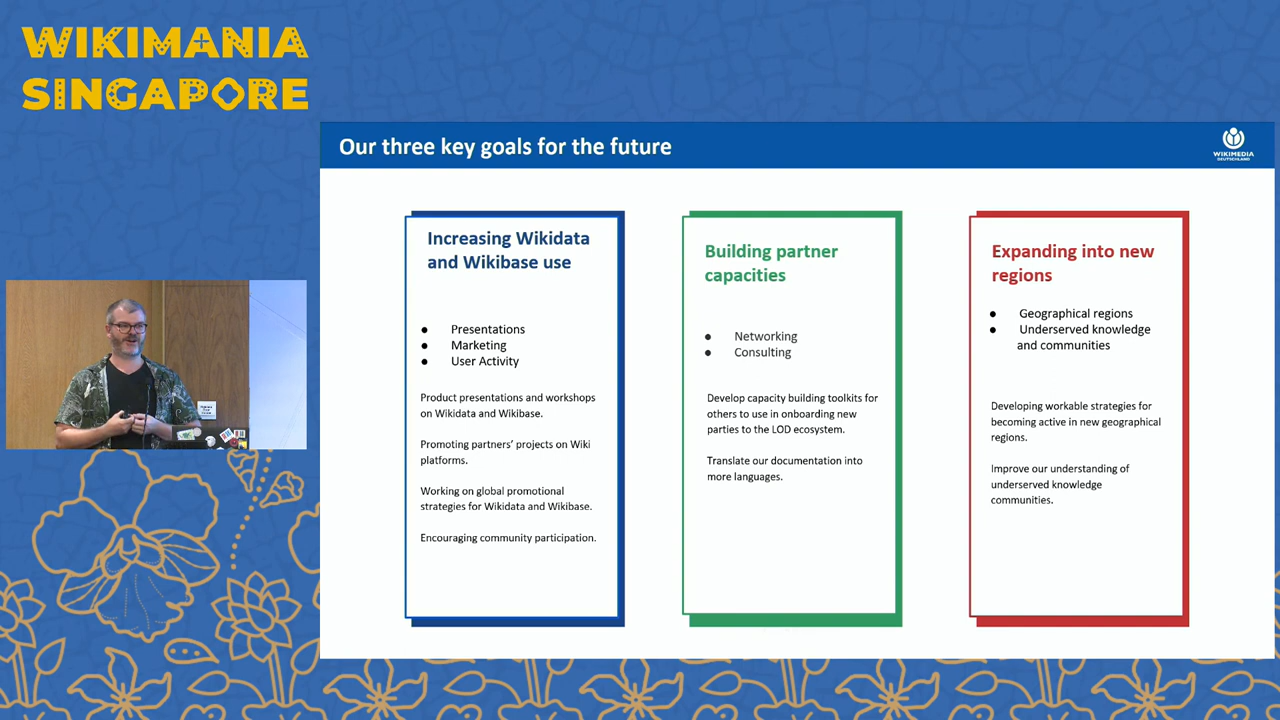 WIKIMANIA
SINGAPORE
Our three key goals for the future
WIKIMEDIA
DEUTSCHLAND
Increasing Wikidata
and Wikibase use
● Presentations
● Marketing
● User Activity
Product presentations and workshops
on Wikidata and Wikibase.
Promoting partners' projects on Wiki
platforms.
Working on global promotional
strategies for Wikidata and Wikibase.
Encouraging community participation.
Building partner
capacities
● Networking
● Consulting
Develop capacity building toolkits for
others to use in onboarding new
parties to the LOD ecosystem.
Translate our documentation into
more languages.
Expanding into new
regions
● Geographical regions
● Underserved knowledge
and communities
Developing workable strategies for
becoming active in new geographical
regions.
Improve our understanding of
underserved knowledge
communities.